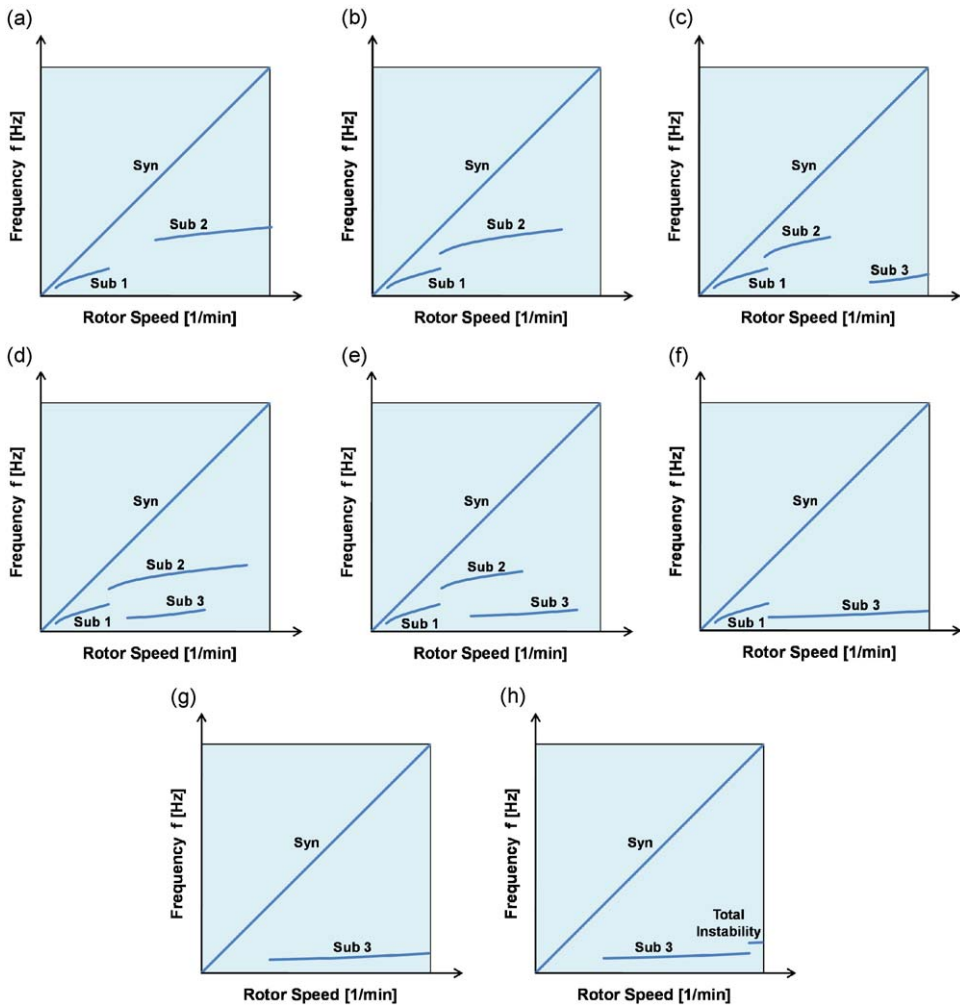 (a)
Frequency f [Hz]
Syn
Sub 2
Sub 1
Rotor Speed [1/min]
(b)
Frequency f [Hz]
Syn
Sub 2
Sub 1
Rotor Speed [1/min]
(c)
Frequency f [Hz]
Syn
Sub 2
Sub 3
Sub 1
Rotor Speed [1/min]
(d)
Frequency f [Hz]
Syn
Sub 2
Sub 3
Sub 1
Rotor Speed [1/min]
(e)
Frequency f [Hz]
Syn
Sub 2
Sub 3
Sub 1
Rotor Speed [1/min]
(f)
Frequency f [Hz]
Syn
Sub 3
Sub 1
Rotor Speed [1/min]
(g)
Frequency f [Hz]
Syn
Sub 3
Rotor Speed [1/min]
(h)
Frequency f [Hz]
Syn
Total
Instability
Sub 3
Rotor Speed [1/min]